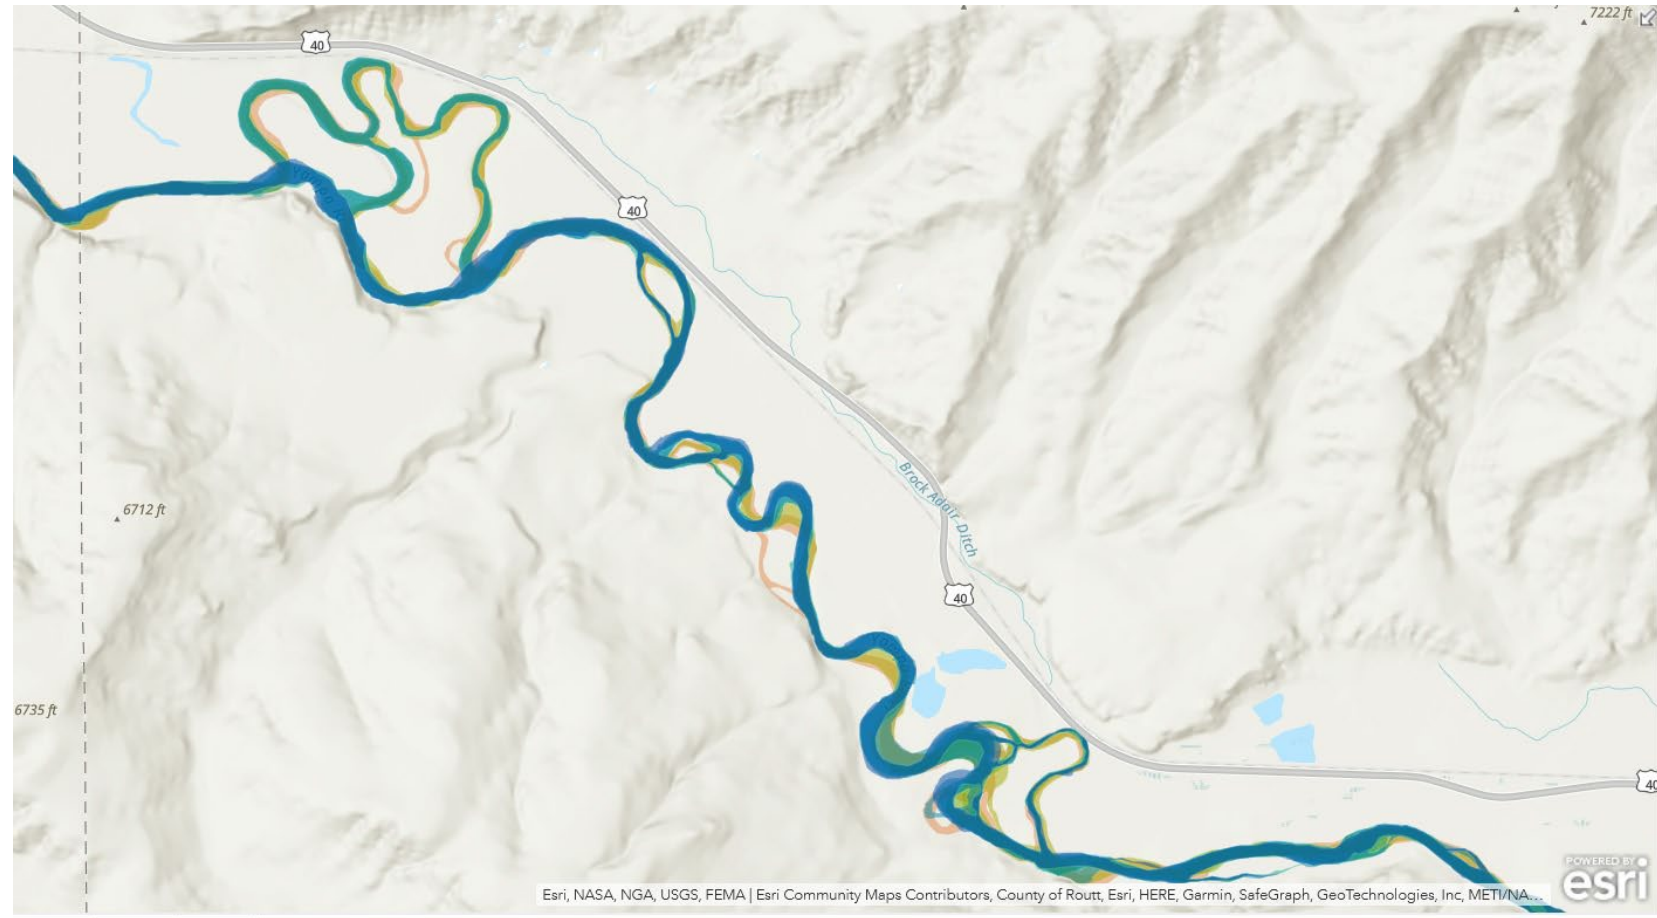 7222 ft
40
40
Yampa
Brock Adair Ditch
6712 ft
40
6735 ft
40
POWERED BY
esri
Esri, NASA, NGA, USGS, FEMA | Esri Community Maps Contributors, County of Routt, Esri, HERE, Garmin, SafeGraph, GeoTechnologies, Inc, METI/NA...